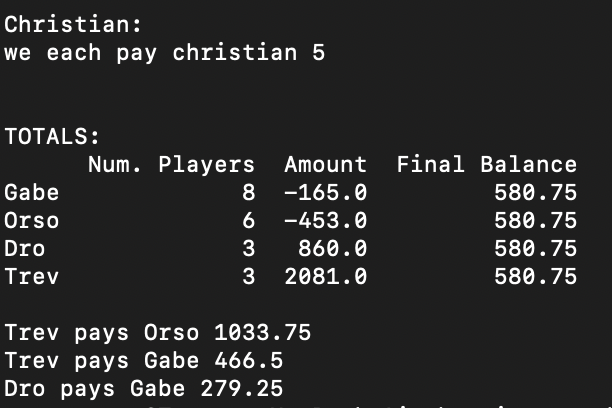 Christian:
we each pay christian 5
TOTALS:
Num. Players Amount Final Balance
Gabe 8 -165.0 580.75
Orso 6 -453.0 580.75
Dro 3 860.0 580.75
Trev 3 2081.0 580.75
Trev pays Orso 1033.75
Trev pays Gabe 466.5
Dro pays Gabe 279.25